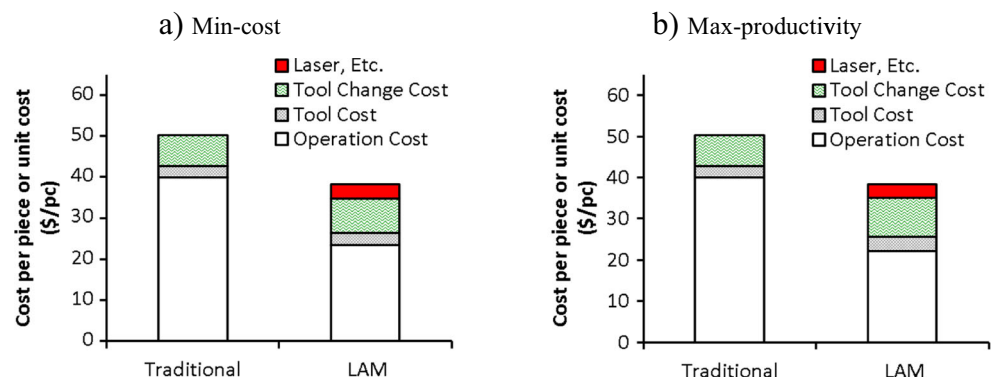 a) Min-cost
Laser, Etc.
Tool Change Cost
Tool Cost
Operation Cost
Cost per piece or unit cost
($/pc)
60
50
40
30
20
10
0
Traditional
LAM
b) Max-productivity
Laser, Etc.
Tool Change Cost
Tool Cost
Operation Cost
Cost per piece or unit cost
($/pc)
60
50
40
30
20
10
0
Traditional
LAM